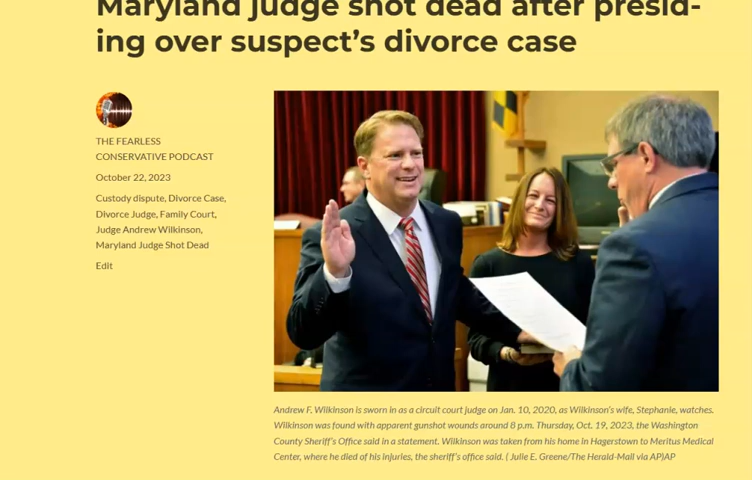 Maryland judge shot dead after presid-
ing over suspect's divorce case
THE FEARLESS
CONSERVATIVE PODCAST
October 22, 2023
Custody dispute, Divorce Case,
Divorce Judge, Family Court,
Judge Andrew Wilkinson,
Maryland Judge Shot Dead
Edit
Andrew F. Wilkinson is sworn in as a circuit court judge on Jan. 10, 2020, as Wilkinson's wife, Stephanie, watches.
Wilkinson was found with apparent gunshot wounds around 8 p.m. Thursday, Oct. 19, 2023, the Washington
County Sheriff's Office said in a statement. Wilkinson was taken from his home in Hagerstown to Meritus Medical
Center, where he died of his injuries, the sheriff's office said. ( Julie E. Greene/The Herald-Mail via AP)AP